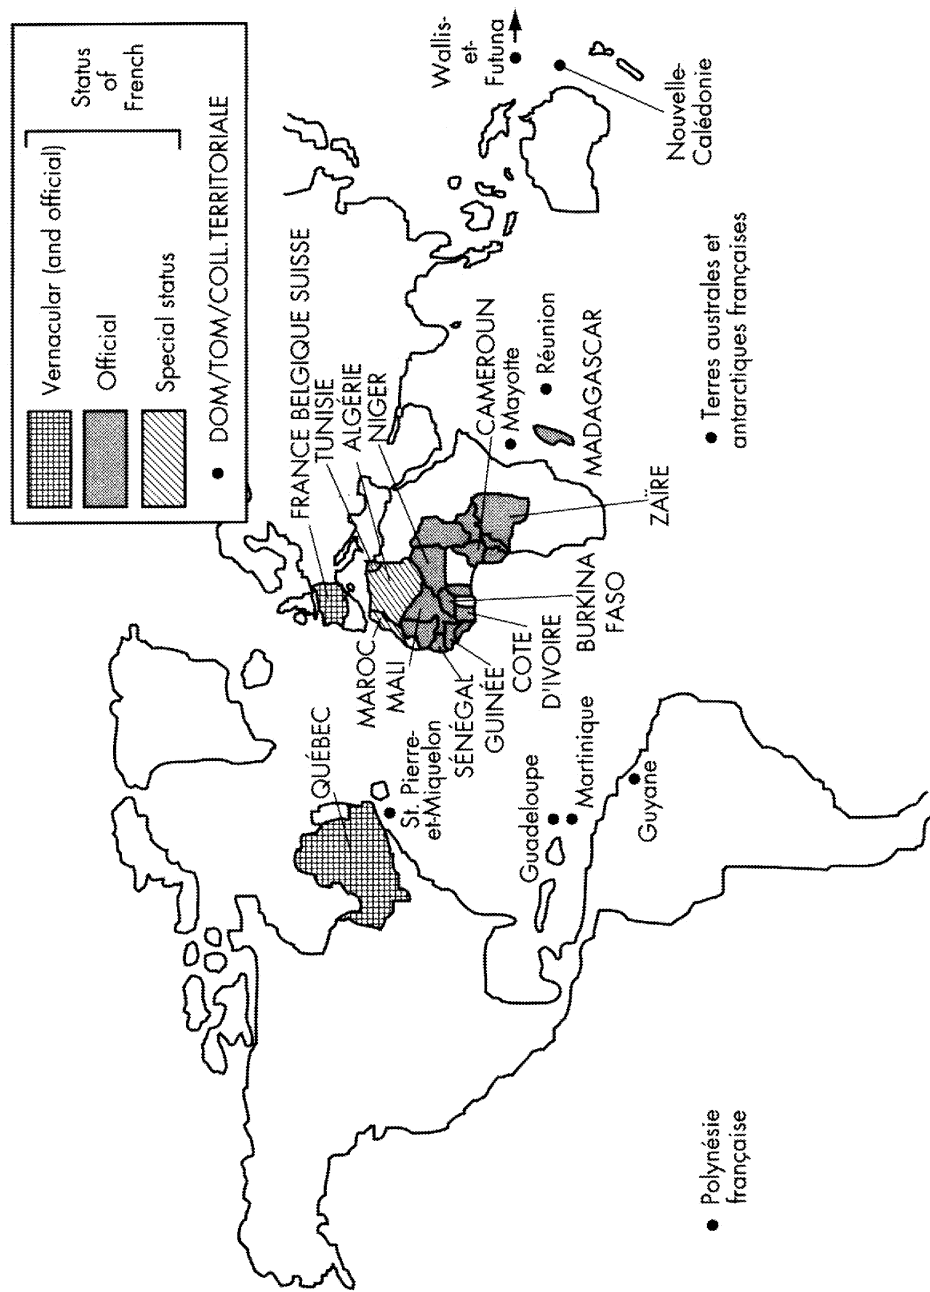 Vernacular (and official)
Official
Special status
Status
of
French
DOM/TOM/COLL.TERRITORIALE
QUÉBEC
FRANCE BELGIQUE SUISSE
TUNISIE
ALGÉRIE
NIGER
MAROC
MALI
St. Pierre-
et-Miquelon
SÉNÉGAL
GUINÉE
COTE
D'IVOIRE
BURKINA
FASO
CAMEROUN
Mayotte
Réunion
MADAGASCAR
ZAÏRE
Guadeloupe
Martinique
Guyane
Wallis-
et-
Futuna
Nouvelle-
Calédonie
Polynésie
française
Terres australes et
antarctiques françaises